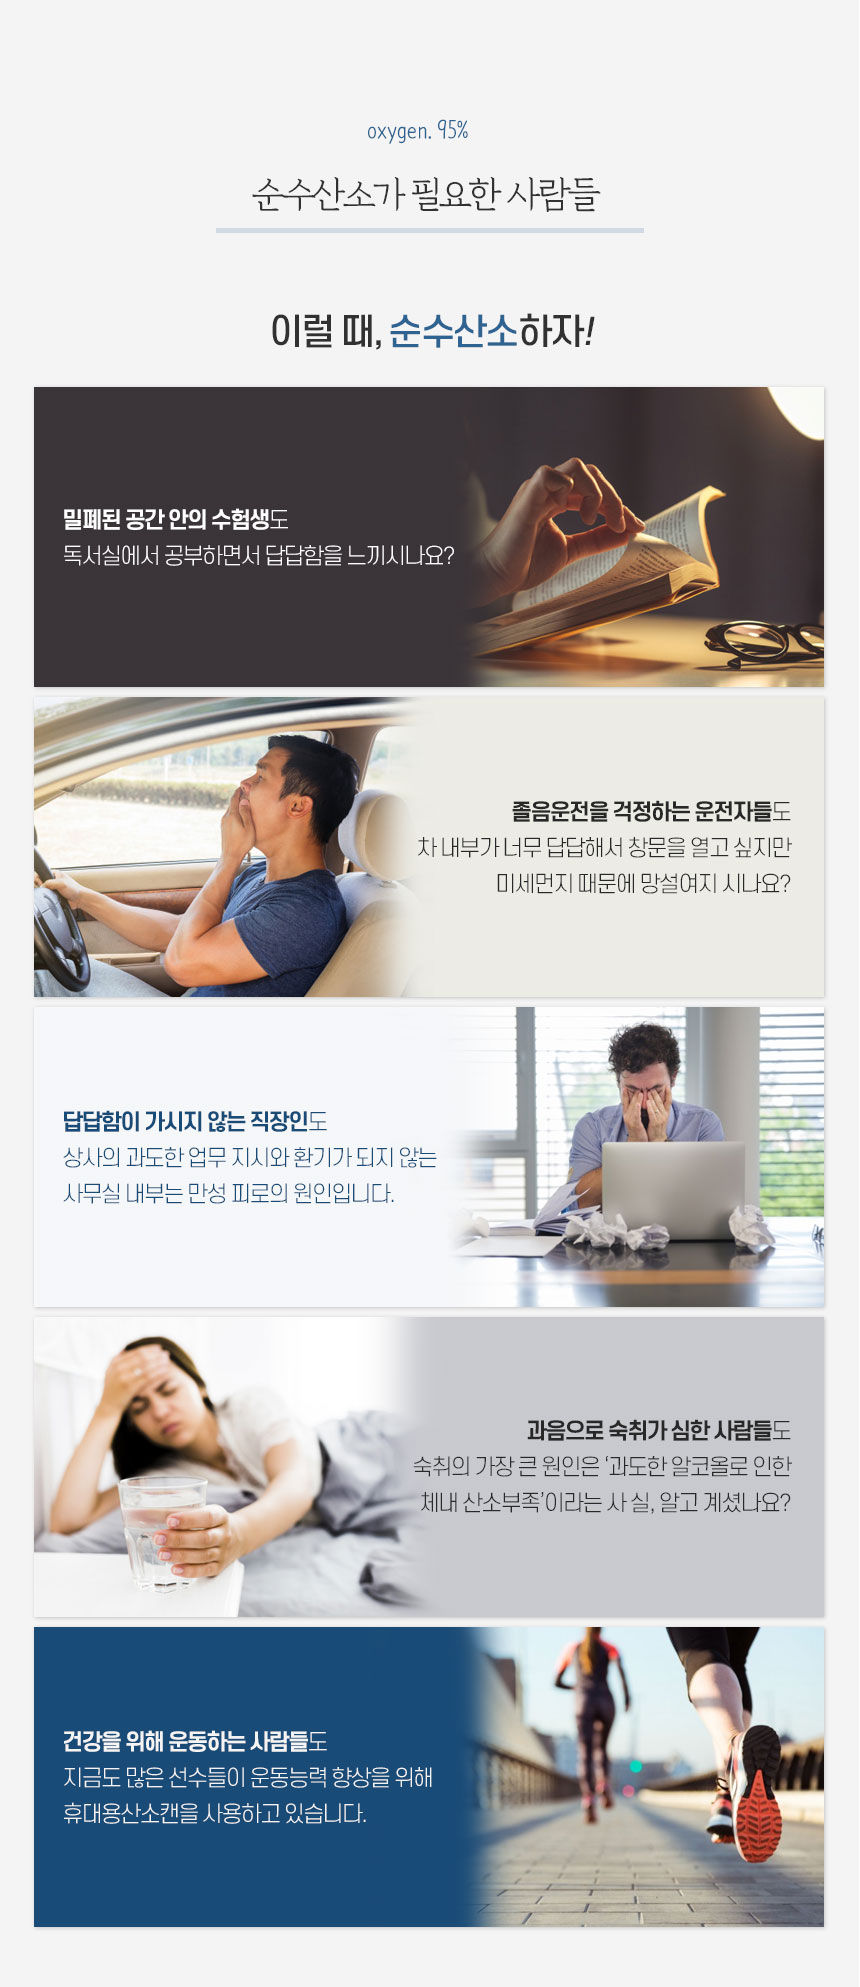 oxygen. 95%
순수산소가 필요한 사람들
이럴 때, 순수산소하자!
밀폐된 공간 안의 수험생도
독서실에서 공부하면서 답답함을 느끼시나요?
졸음운전을 걱정하는 운전자들도
차 내부가 너무 답답해서 창문을 열고 싶지만
미세먼지 때문에 망설여지 시나요?
답답함이 가시지 않는 직장인도
상사의 과도한 업무 지시와 환기가 되지 않는
사무실 내부는 만성 피로의 원인입니다.
과음으로 숙취가 심한 사람들도
숙취의 가장 큰 원인은 ‘과도한 알코올로 인한
체내 산소부족’이라는 사 실, 알고 계셨나요?
건강을 위해 운동하는 사람들도
지금도 많은 선수들이 운동능력 향상을 위해
휴대용산소캔을 사용하고 있습니다.